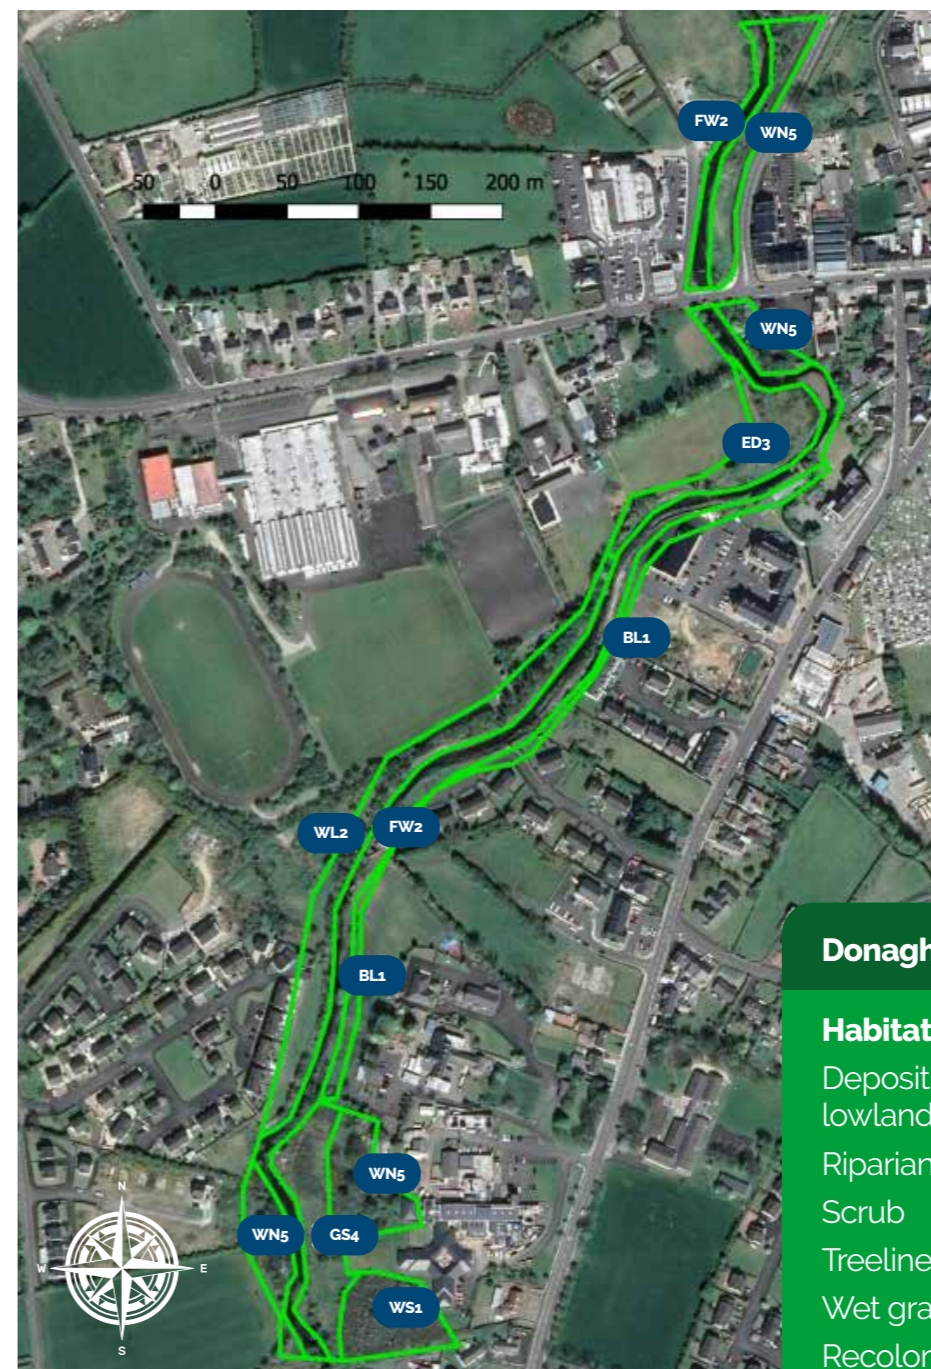 FW2
WN5
50 0 50 100 150 200 m
WN5
ED3
BL1
WL2
FW2
BL1
WN5
WN5
GS4
WS1
N
W
E
S
Donagh
Habitat
Deposit
lowland
Riparian
Scrub
Treeline
Wet gra
Recolon